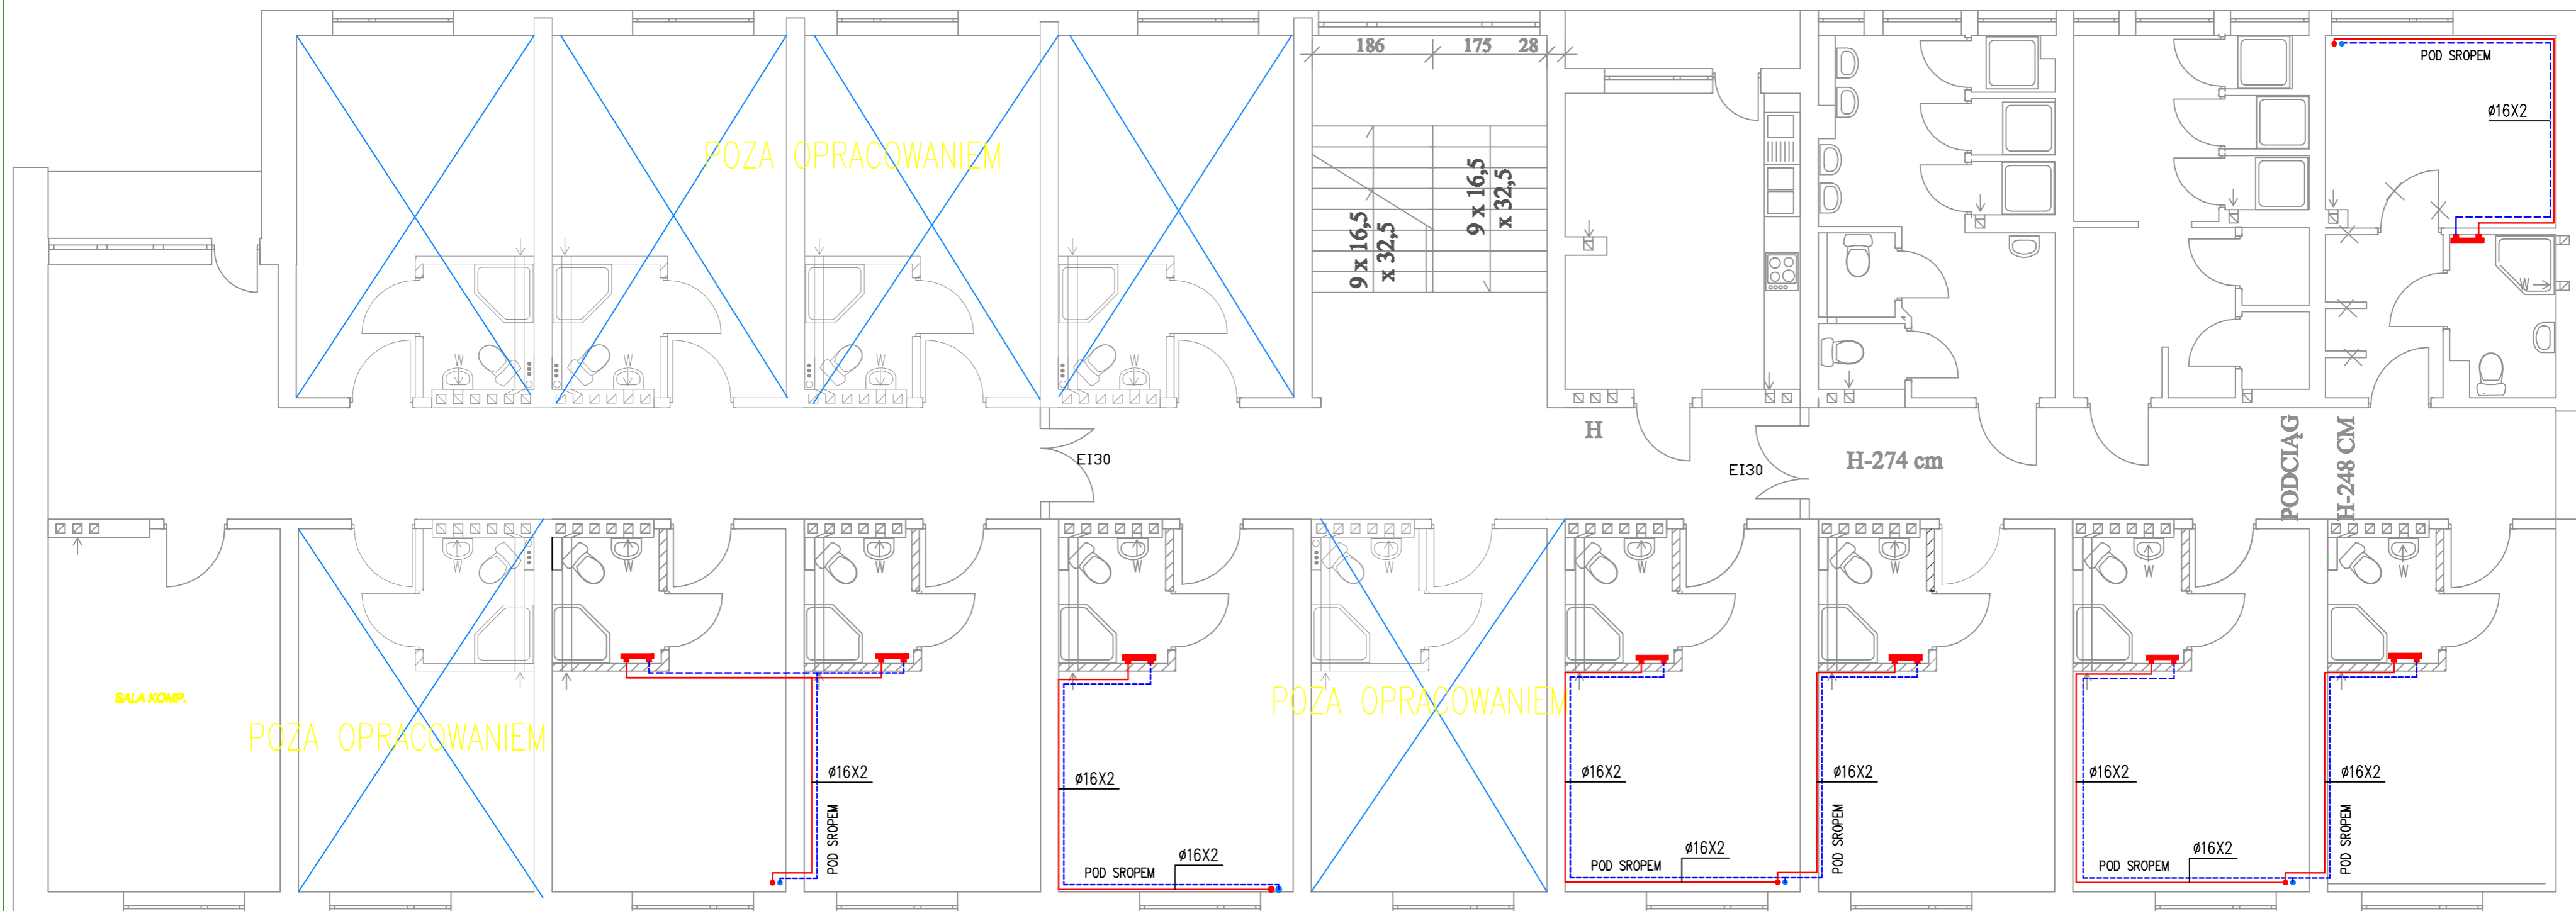 186
175
28
POD SROPEM
ø16X2
POZA OPRACOWANIEM
9 x 16,5
x 32,5
9 x 16,5
x 32,5
W
W
W
W
W
H
EI30
EI30
H-274 cm
PODCIĄG
H-248 CM
W
W
W
W
W
W
W
W
W
SALA KOMP.
POZA OPRACOWANIEM
POZA OPRACOWANIEM
ø16X2
ø16X2
ø16X2
ø16X2
ø16X2
ø16X2
POD SROPEM
POD SROPEM
ø16X2
POD SROPEM
ø16X2
POD SROPEM
POD SROPEM
ø16X2
POD SROPEM